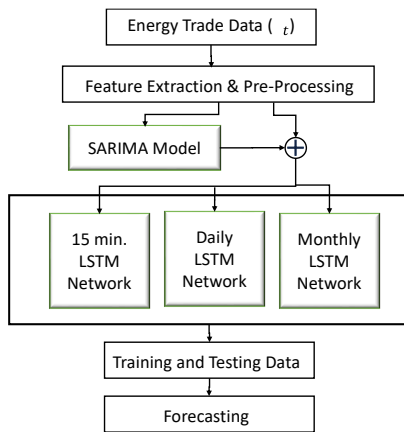 Energy Trade Data ( t)
Feature Extraction & Pre-Processing
SARIMA Model
+
15 min.
LSTM
Network
Daily
LSTM
Network
Monthly
LSTM
Network
Training and Testing Data
Forecasting